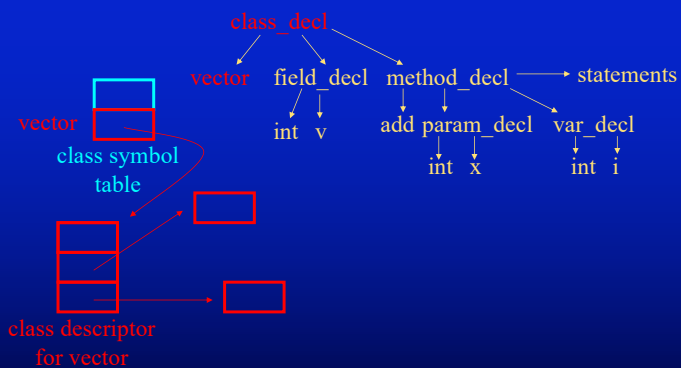 class_decl
vector field_decl method_decl statements
vector
int v add param_decl var_decl
class symbol
table
int x int i
class descriptor
for vector